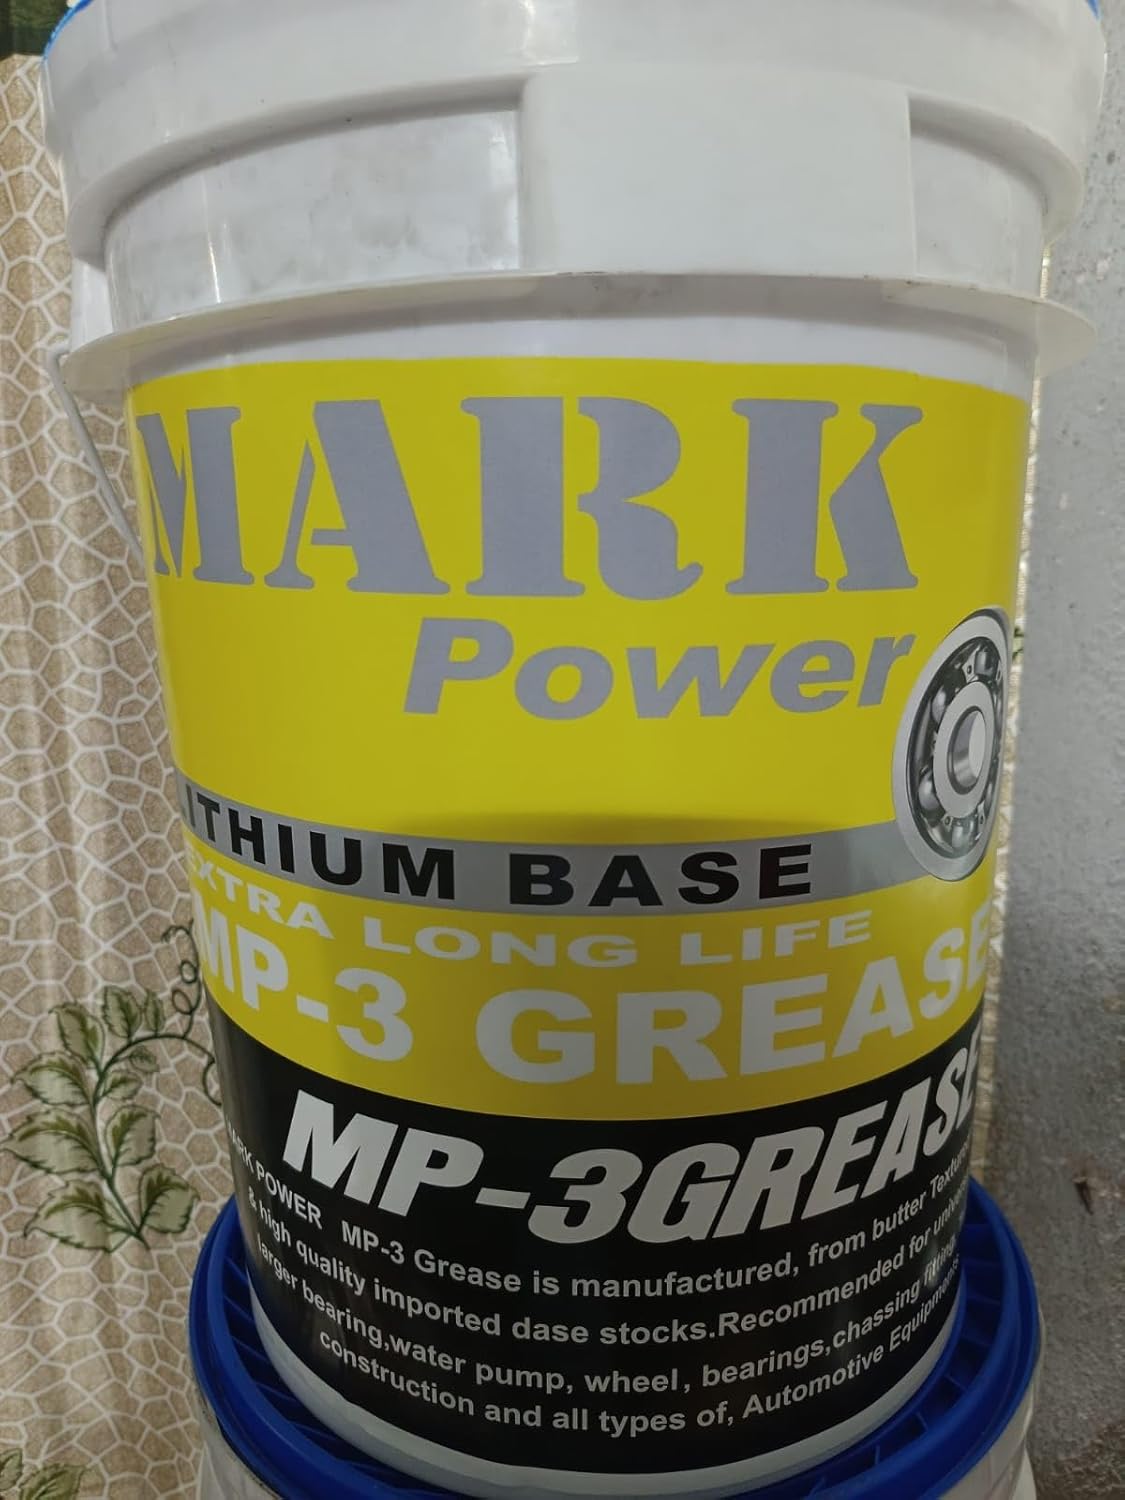 MARK
Power
LITHIUM BASE
EXTRA LONG LIFE
MP-3 GREASE
MP-3GREASE
MARK POWER MP-3 Grease is manufactured, from butter Texture
& high quality imported dase stocks.Recommended for
larger bearing,water pump, wheel, bearings,chassing fitting,
construction and all types of, Automotive Equipments